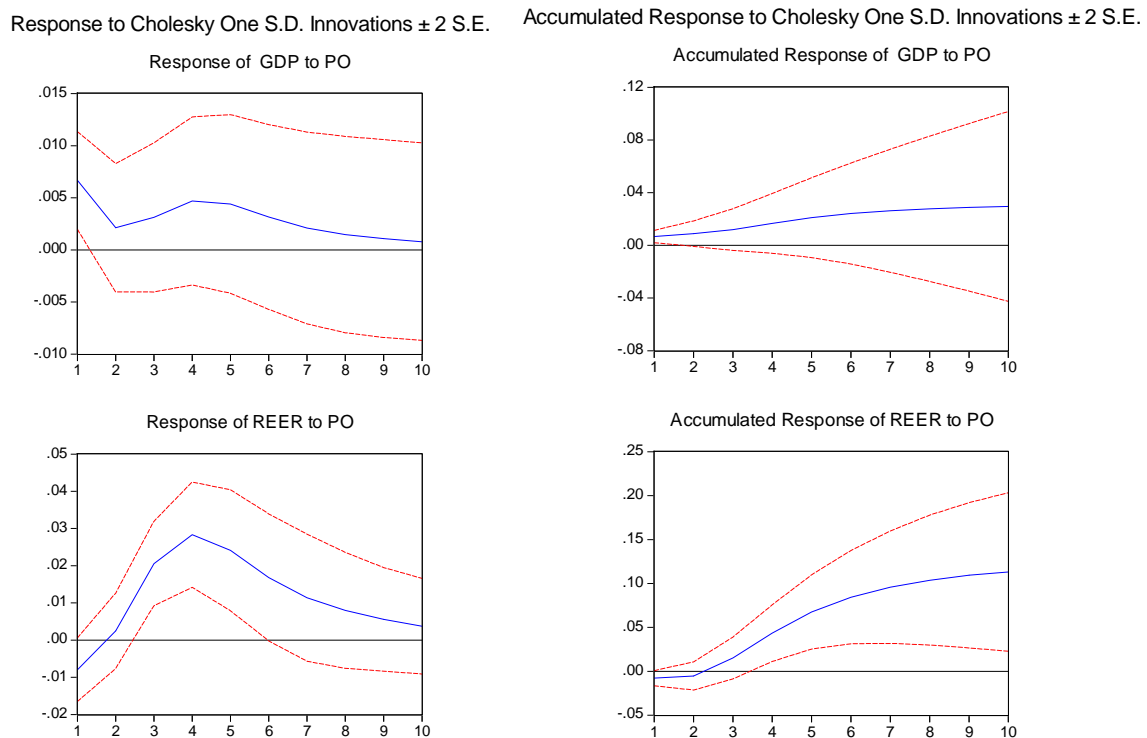 Response to Cholesky One S.D. Innovations ± 2 S.E.
Response of GDP to PO
.015
.010
.005
.000
-.005
-.010
1 2 3 4 5 6 7 8 9 10
Response of REER to PO
.05
.04
.03
.02
.01
.00
-.01
-.02
1 2 3 4 5 6 7 8 9 10
Accumulated Response to Cholesky One S.D. Innovations ± 2 S.E.
Accumulated Response of GDP to PO
.12
.08
.04
.00
-.04
-.08
1 2 3 4 5 6 7 8 9 10
Accumulated Response of REER to PO
.25
.20
.15
.10
.05
.00
-.05
1 2 3 4 5 6 7 8 9 10